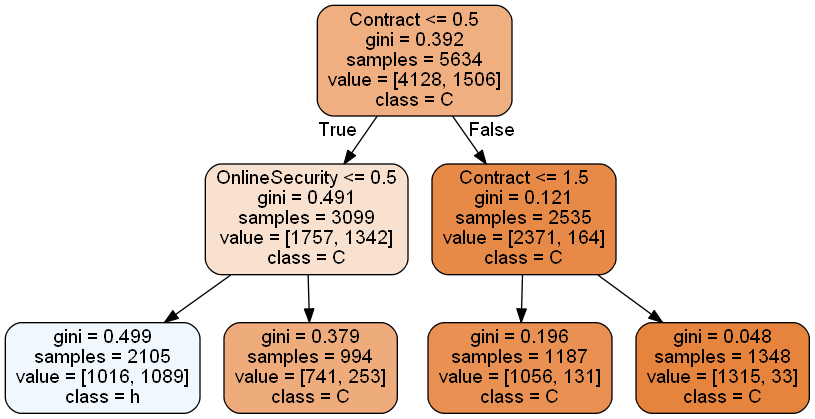 Contract <= 0.5
gini = 0.392
samples = 5634
value = [4128, 1506]
class = C
True
False
OnlineSecurity <= 0.5
gini = 0.491
samples = 3099
value = [1757, 1342]
class = C
Contract <= 1.5
gini = 0.121
samples = 2535
value = [2371, 164]
class = C
gini = 0.499
samples = 2105
value = [1016, 1089]
class = h
gini = 0.379
samples = 994
value = [741, 253]
class = C
gini = 0.196
samples = 1187
value = [1056, 131]
class = C
gini = 0.048
samples = 1348
value = [1315, 33]
class = C